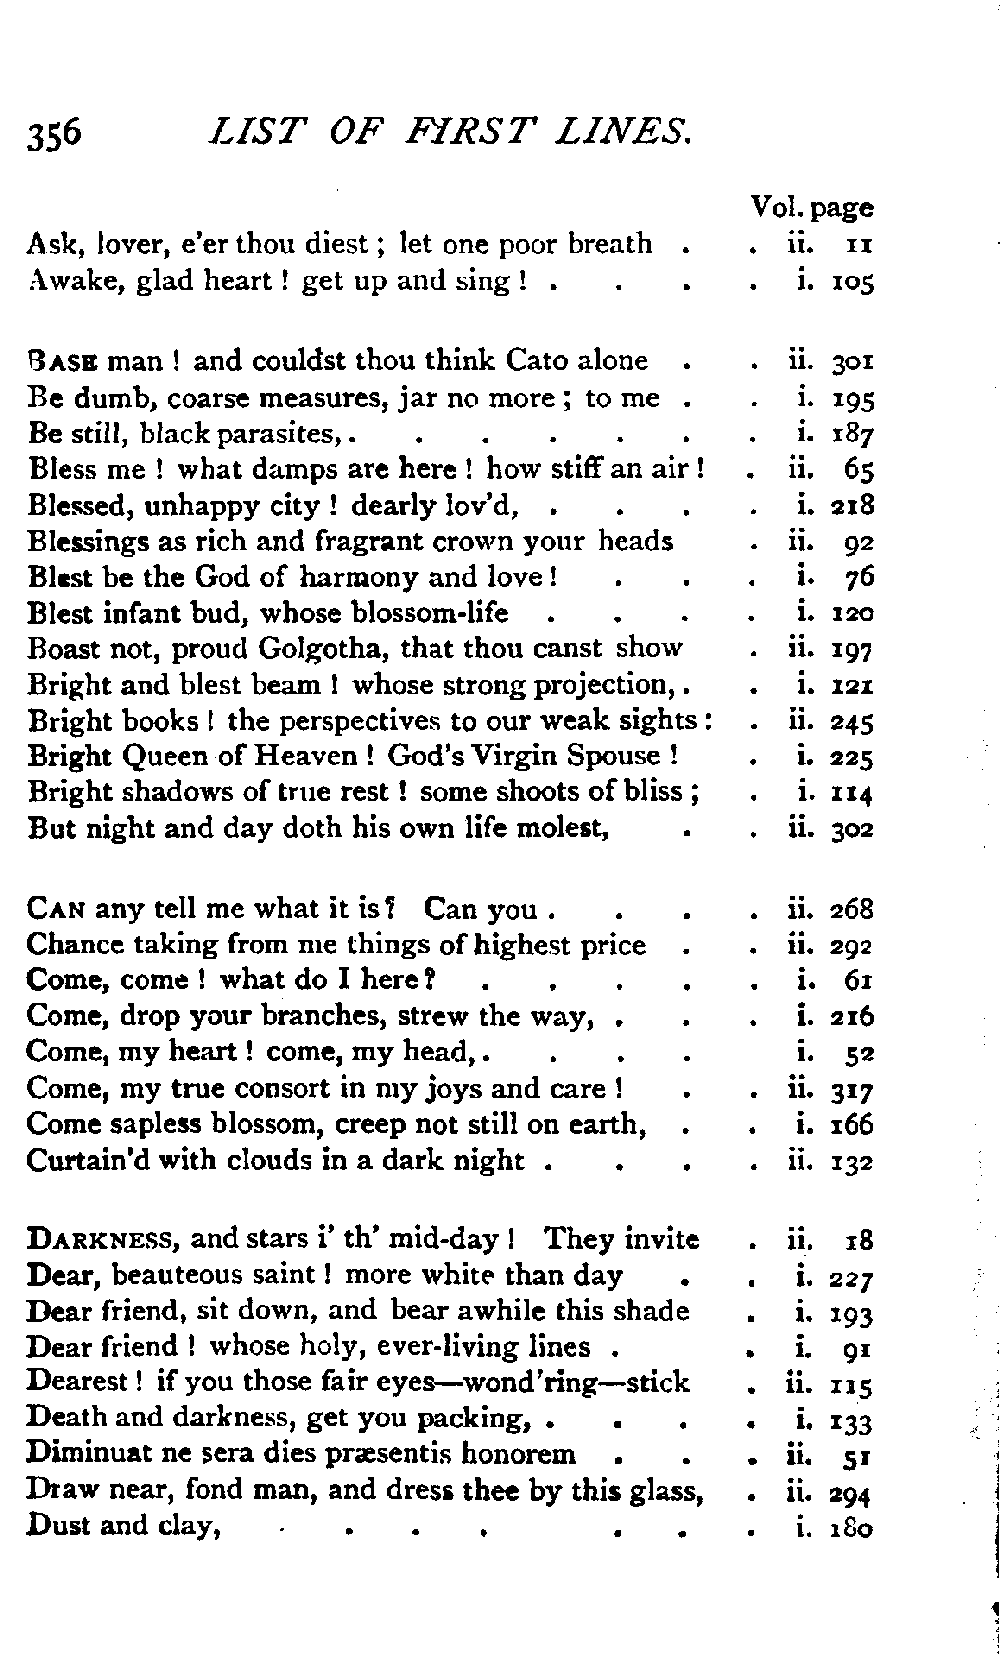 356 LIST OF FIRST LINES.
Vol. page
Ask, lover, e'er thou diest ; let one poor breath . . ii. 11
Awake, glad heart ! get up and sing ! . . . . i. 105
BASE man ! and couldst thou think Cato alone . . ii. 301
Be dumb, coarse measures, jar no more ; to me . . i. 195
Be still, black parasites, . . . . . . . i. 187
Bless me ! what damps are here ! how stiff an air ! . ii. 65
Blessed, unhappy city ! dearly lov'd, . . . . i. 218
Blessings as rich and fragrant crown your heads . ii. 92
Blest be the God of harmony and love ! . . . i. 76
Blest infant bud, whose blossom-life . . . . i. 120
Boast not, proud Golgotha, that thou canst show . ii. 197
Bright and blest beam ! whose strong projection, . . i. 121
Bright books ! the perspectives to our weak sights : . ii. 245
Bright Queen of Heaven ! God's Virgin Spouse ! . i. 225
Bright shadows of true rest ! some shoots of bliss ; . i. 114
But night and day doth his own life molest, . . ii. 302
CAN any tell me what it is ? Can you . . . . ii. 268
Chance taking from me things of highest price . . ii. 292
Come, come ! what do I here ? . . . . . i. 61
Come, drop your branches, strew the way, . . . i. 216
Come, my heart ! come, my head, . . . . i. 52
Come, my true consort in my joys and care ! . . ii. 317
Come sapless blossom, creep not still on earth, . . i. 166
Curtain'd with clouds in a dark night . . . . ii. 132
DARKNESS, and stars i' th' mid-day ! They invite . ii. 18
Dear, beauteous saint ! more white than day . . i. 227
Dear friend, sit down, and bear awhile this shade . i. 193
Dear friend ! whose holy, ever-living lines . . i. 91
Dearest ! if you those fair eyes—wond'ring—stick . ii. 115
Death and darkness, get you packing, . . . . i. 133
Diminuat ne sera dies præsentis honorem . . . ii. 51
Draw near, fond man, and dress thee by this glass, . ii. 294
Dust and clay, . . . . . . . i. 180